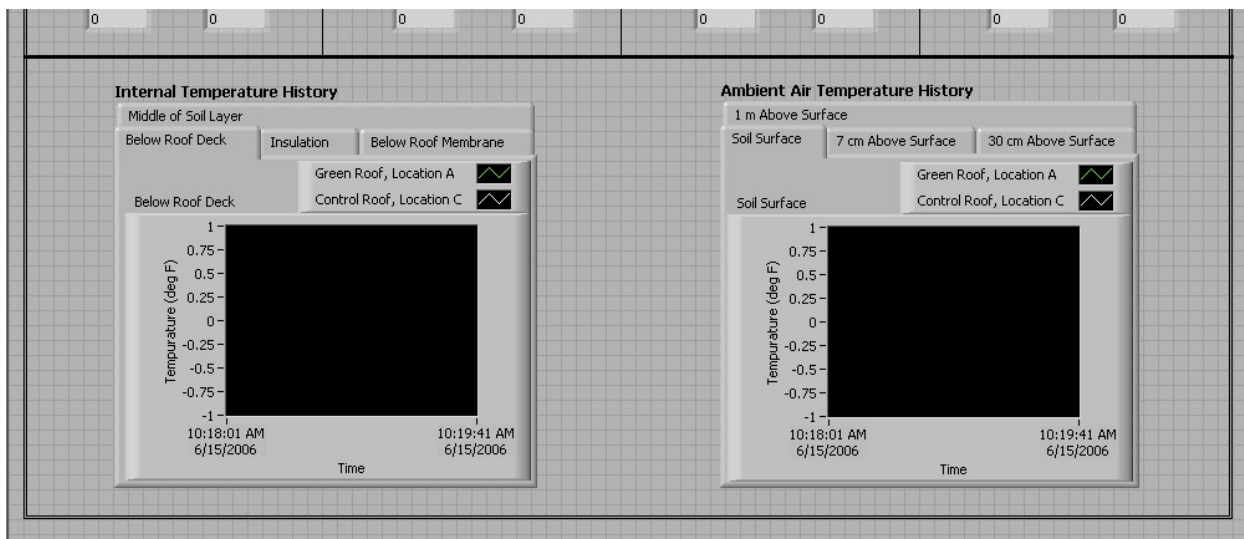 0 0 0 0 0 0 0
Internal Temperature History
Middle of Soil Layer
Below Roof Deck Insulation Below Roof Membrane
Green Roof, Location A
Below Roof Deck Control Roof, Location C
1
0.75
0.5
0.25
0
-0.25
-0.5
-0.75
-1
Tempurature (deg F)
10:18:01 AM 10:19:41 AM
6/15/2006 6/15/2006
Time
Ambient Air Temperature History
1 m Above Surface
Soil Surface 7 cm Above Surface 30 cm Above Surface
Green Roof, Location A
Soil Surface Control Roof, Location C
1
0.75
0.5
0.25
0
-0.25
-0.5
-0.75
-1
Tempurature (deg F)
10:18:01 AM 10:19:41 AM
6/15/2006 6/15/2006
Time